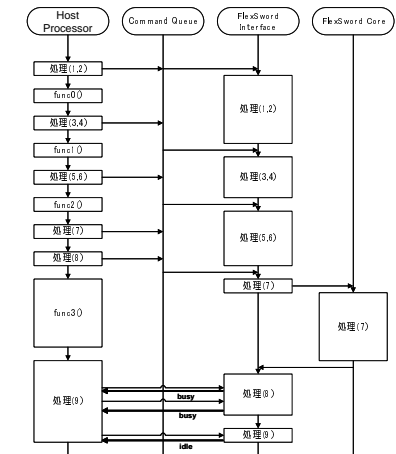 Host
Processor
Command Queue
FlexSword
Interface
FlexSword Core
処理(1,2)
func0()
処理(1,2)
処理(3,4)
func1()
処理(3,4)
処理(5,6)
func2()
処理(5,6)
処理(7)
処理(8)
処理(7)
func3()
処理(7)
処理(9)
処理(8)
busy
busy
処理(9)
idle